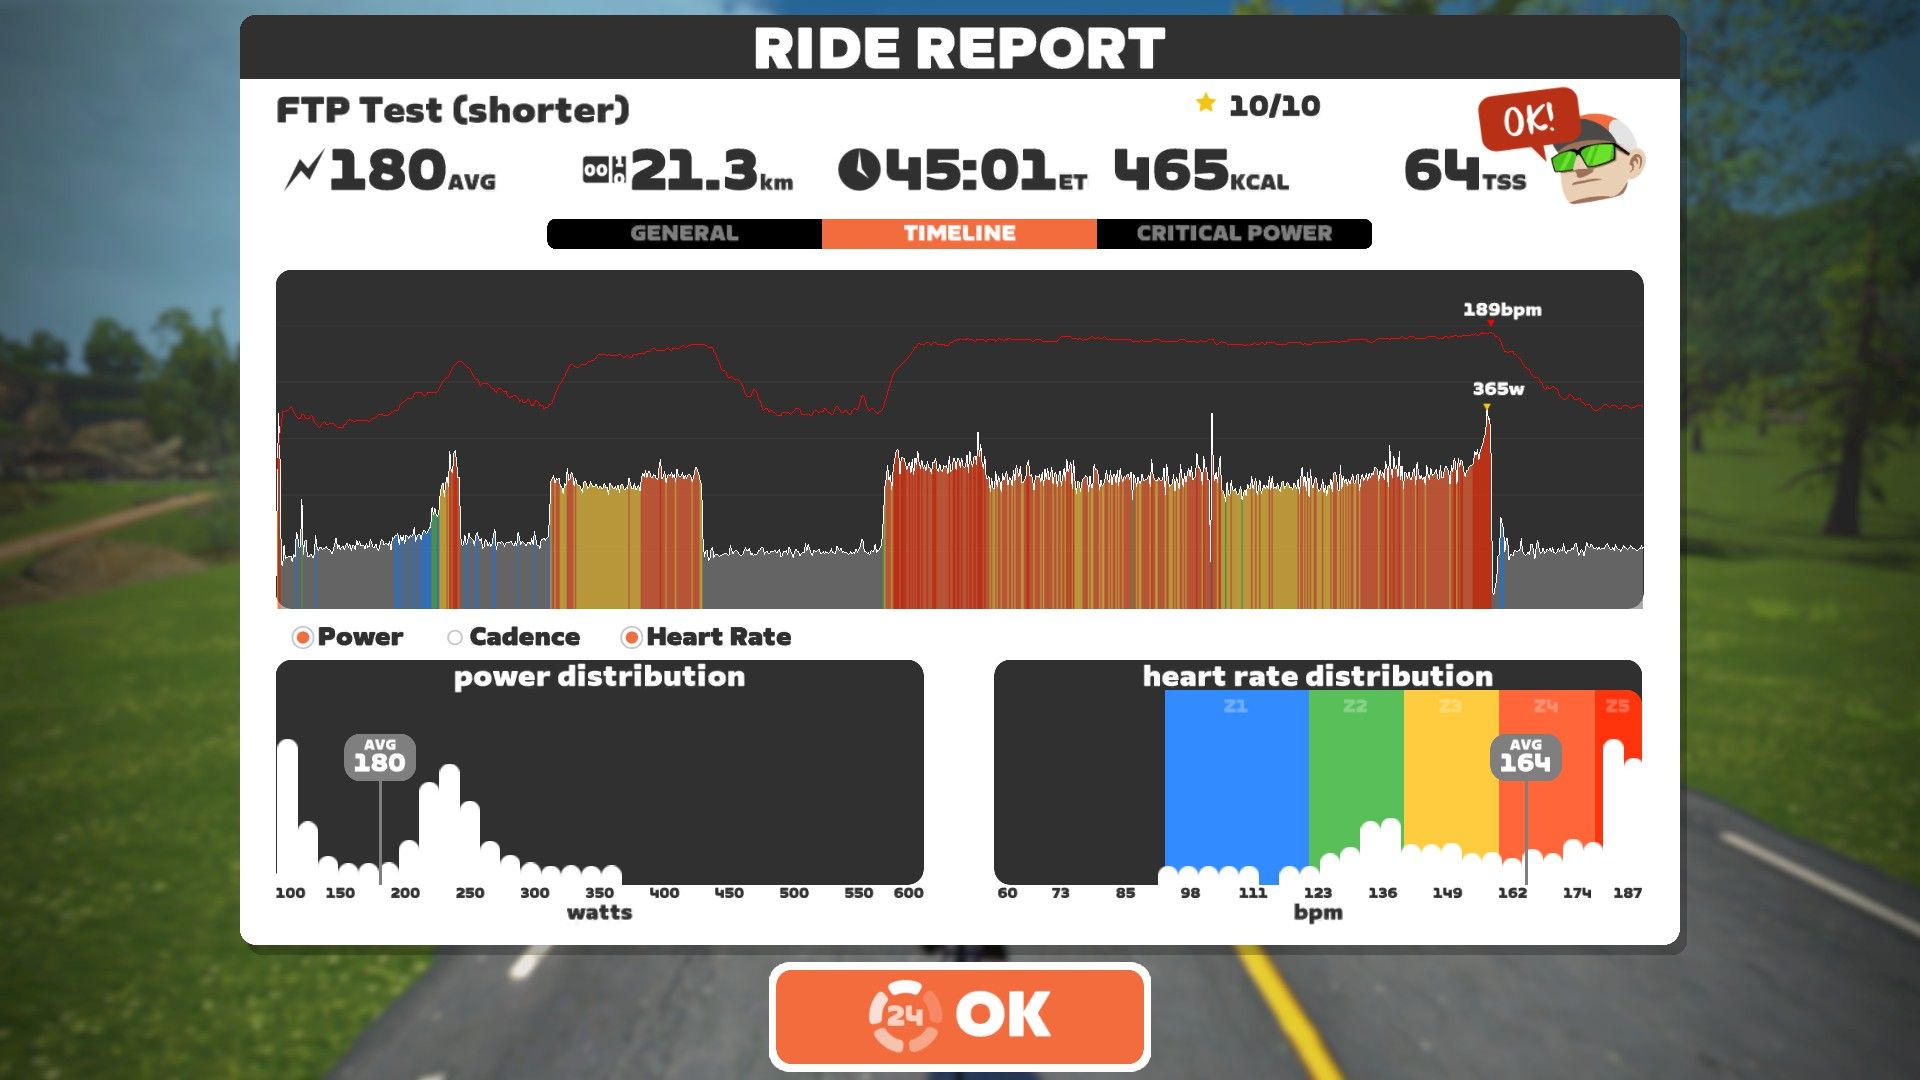 RIDE REPORT
FTP Test (shorter)
10/10
OK!
180AVG
21.3km
45:01ET
465KCAL
64TSS
GENERAL
TIMELINE
CRITICAL POWER
189bpm
365w
Power
Cadence
Heart Rate
power distribution
AVG
180
100 150 200 250 300 350 400 450 500 550 600
watts
heart rate distribution
Z1 Z2 Z3 Z4 Z5
AVG
164
60 73 85 98 111 123 136 149 162 174 187
bpm
24 OK